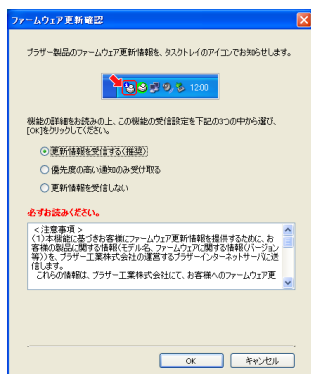 ファームウェア更新確認
ブラザー製品のファームウェア更新情報を、タスクトレイのアイコンでお知らせします。
12:00
機能の詳細をお読みの上、この機能の受信設定を下記の3つの中から選び、
[OK]をクリックしてください。
更新情報を受信する(推奨)
優先度の高い通知のみ受け取る
更新情報を受信しない
必ずお読みください。
＜注意事項＞
(1)本機能に基づきお客様にファームウェア更新情報を提供するために、お
客様の製品に関する情報(モデル名、ファームウェアに関する情報(バージョン
等))を、ブラザー工業株式会社の運営するブラザーインターネットサーバに送
信します。
これらの情報は、ブラザー工業株式会社にて、お客様へのファームウェア更
OK
キャンセル